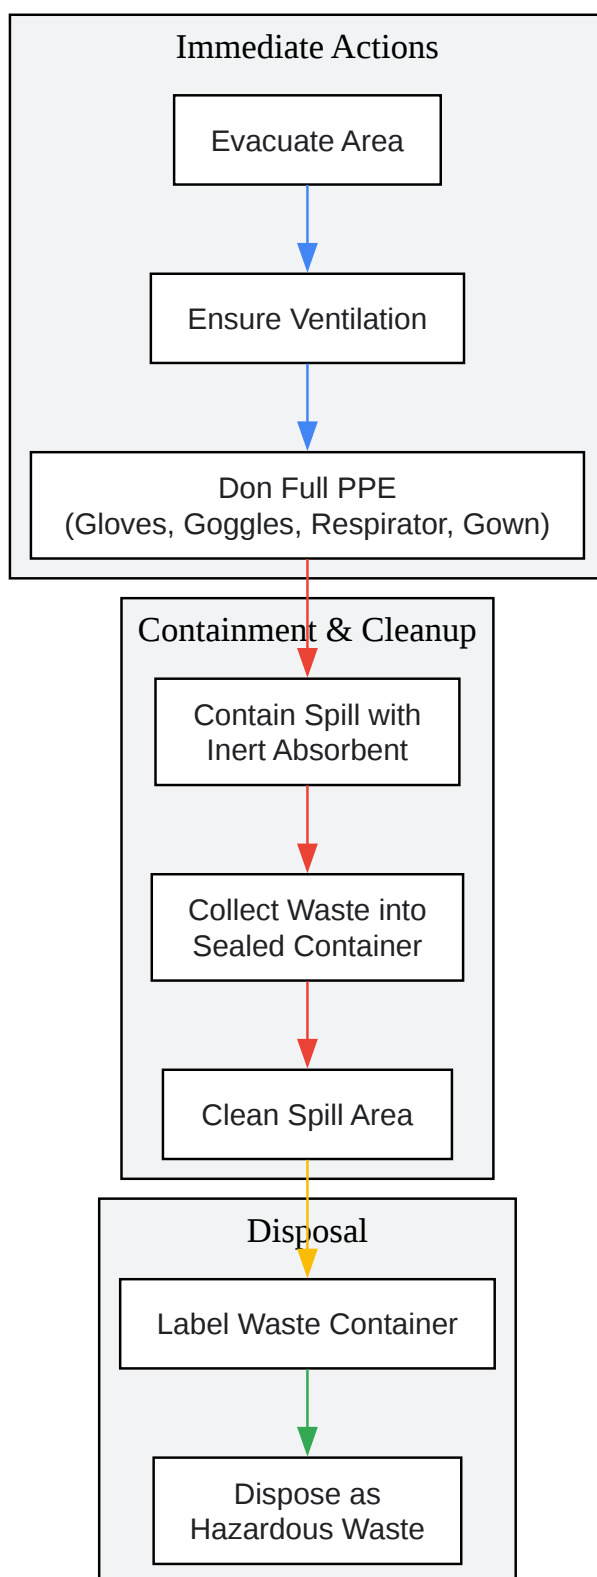 Immediate Actions
Evacuate Area
Ensure Ventilation
Don Full PPE
(Gloves, Goggles, Respirator, Gown)
Containment & Cleanup
Contain Spill with
Inert Absorbent
Collect Waste into
Sealed Container
Clean Spill Area
Disposal
Label Waste Container
Dispose as
Hazardous Waste